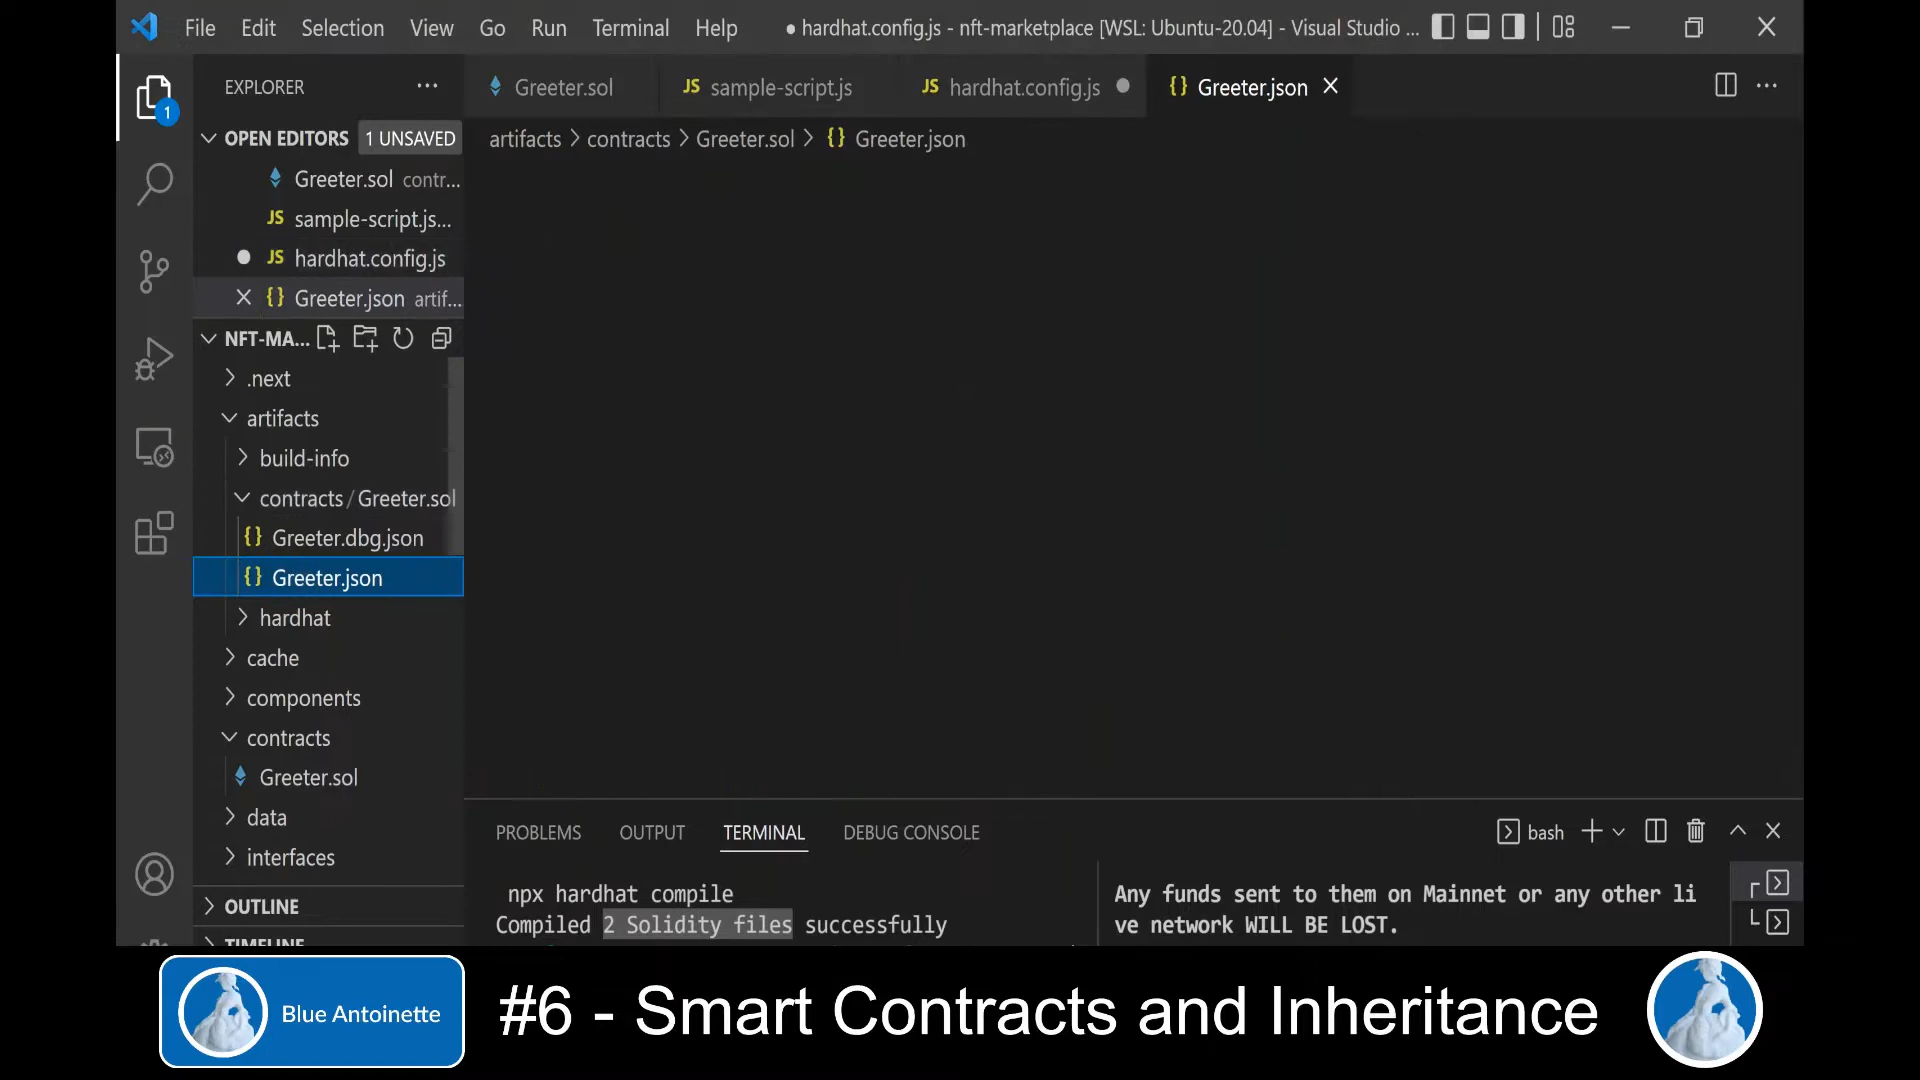 File Edit Selection View Go Run Terminal Help ● hardhat.config.js - nft-marketplace [WSL: Ubuntu-20.04] - Visual Studio ...
EXPLORER ···
Greeter.sol JS sample-script.js JS hardhat.config.js {} Greeter.json
1
OPEN EDITORS 1 UNSAVED
artifacts > contracts > Greeter.sol > {} Greeter.json
Greeter.sol contr...
JS sample-script.js...
JS hardhat.config.js
{} Greeter.json artif...
NFT-MA...
.next
artifacts
build-info
contracts/Greeter.sol
{} Greeter.dbg.json
{} Greeter.json
hardhat
cache
components
contracts
Greeter.sol
data
interfaces
OUTLINE
TIMELINE
PROBLEMS OUTPUT TERMINAL DEBUG CONSOLE bash
npx hardhat compile
Compiled 2 Solidity files successfully
Any funds sent to them on Mainnet or any other li
ve network WILL BE LOST.
Blue Antoinette
#6 - Smart Contracts and Inheritance